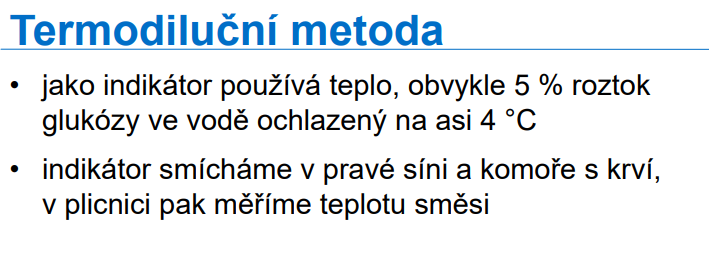 Termodiluční metoda
• jako indikátor používá teplo, obvykle 5 % roztok
glukózy ve vodě ochlazený na asi 4 °C
• indikátor smícháme v pravé síni a komoře s krví,
v plicnici pak měříme teplotu směsi